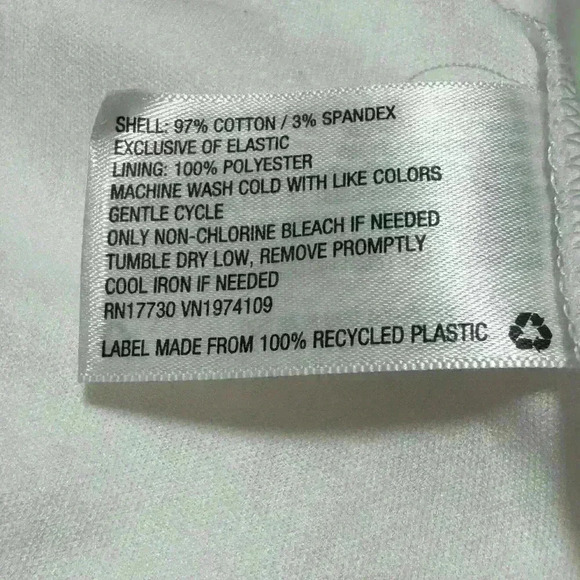 SHELL: 97% COTTON / 3% SPANDEX
EXCLUSIVE OF ELASTIC
LINING: 100% POLYESTER
MACHINE WASH COLD WITH LIKE COLORS
GENTLE CYCLE
ONLY NON-CHLORINE BLEACH IF NEEDED
TUMBLE DRY LOW, REMOVE PROMPTLY
COOL IRON IF NEEDED
RN17730 VN1974109
LABEL MADE FROM 100% RECYCLED PLASTIC